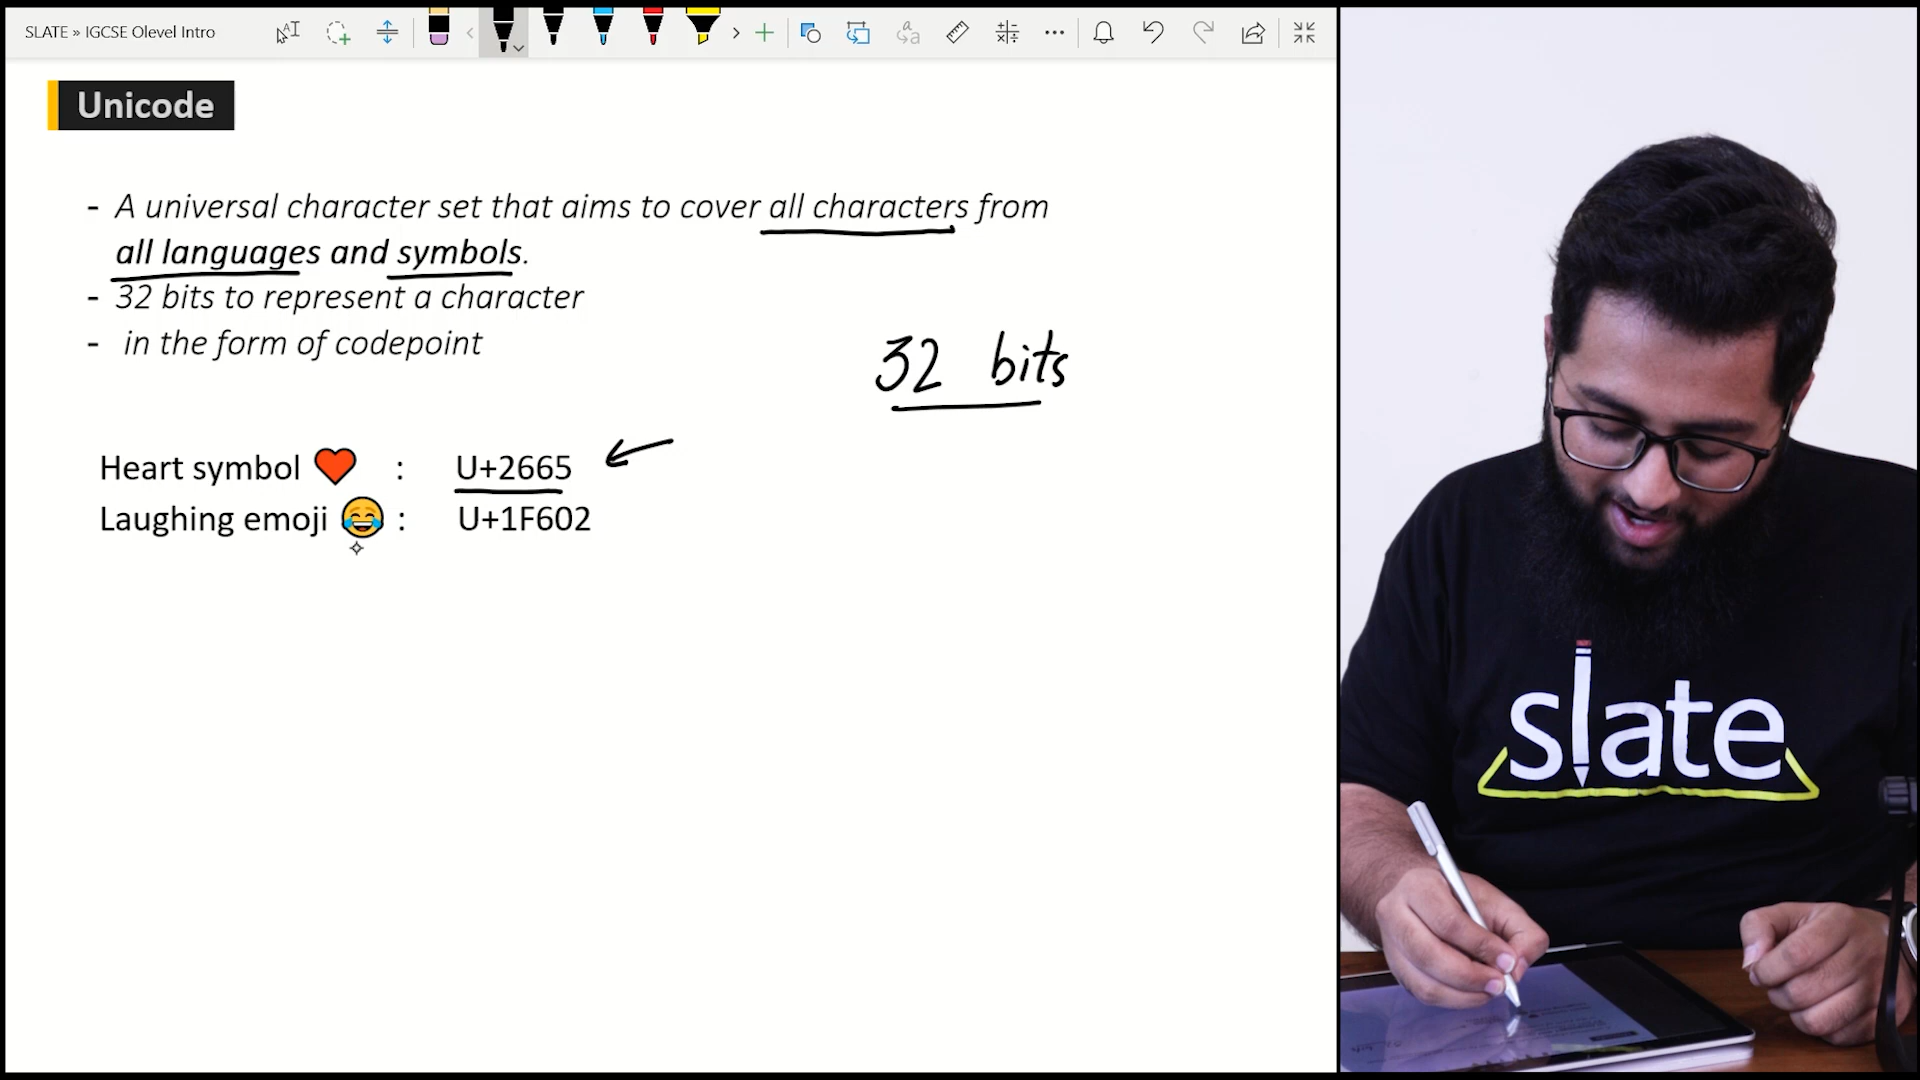 SLATE » IGCSE Olevel Intro
Unicode
- A universal character set that aims to cover all characters from
all languages and symbols.
- 32 bits to represent a character
- in the form of codepoint
32 bits
Heart symbol ❤️ : U+2665
Laughing emoji 😂 : U+1F602
slate